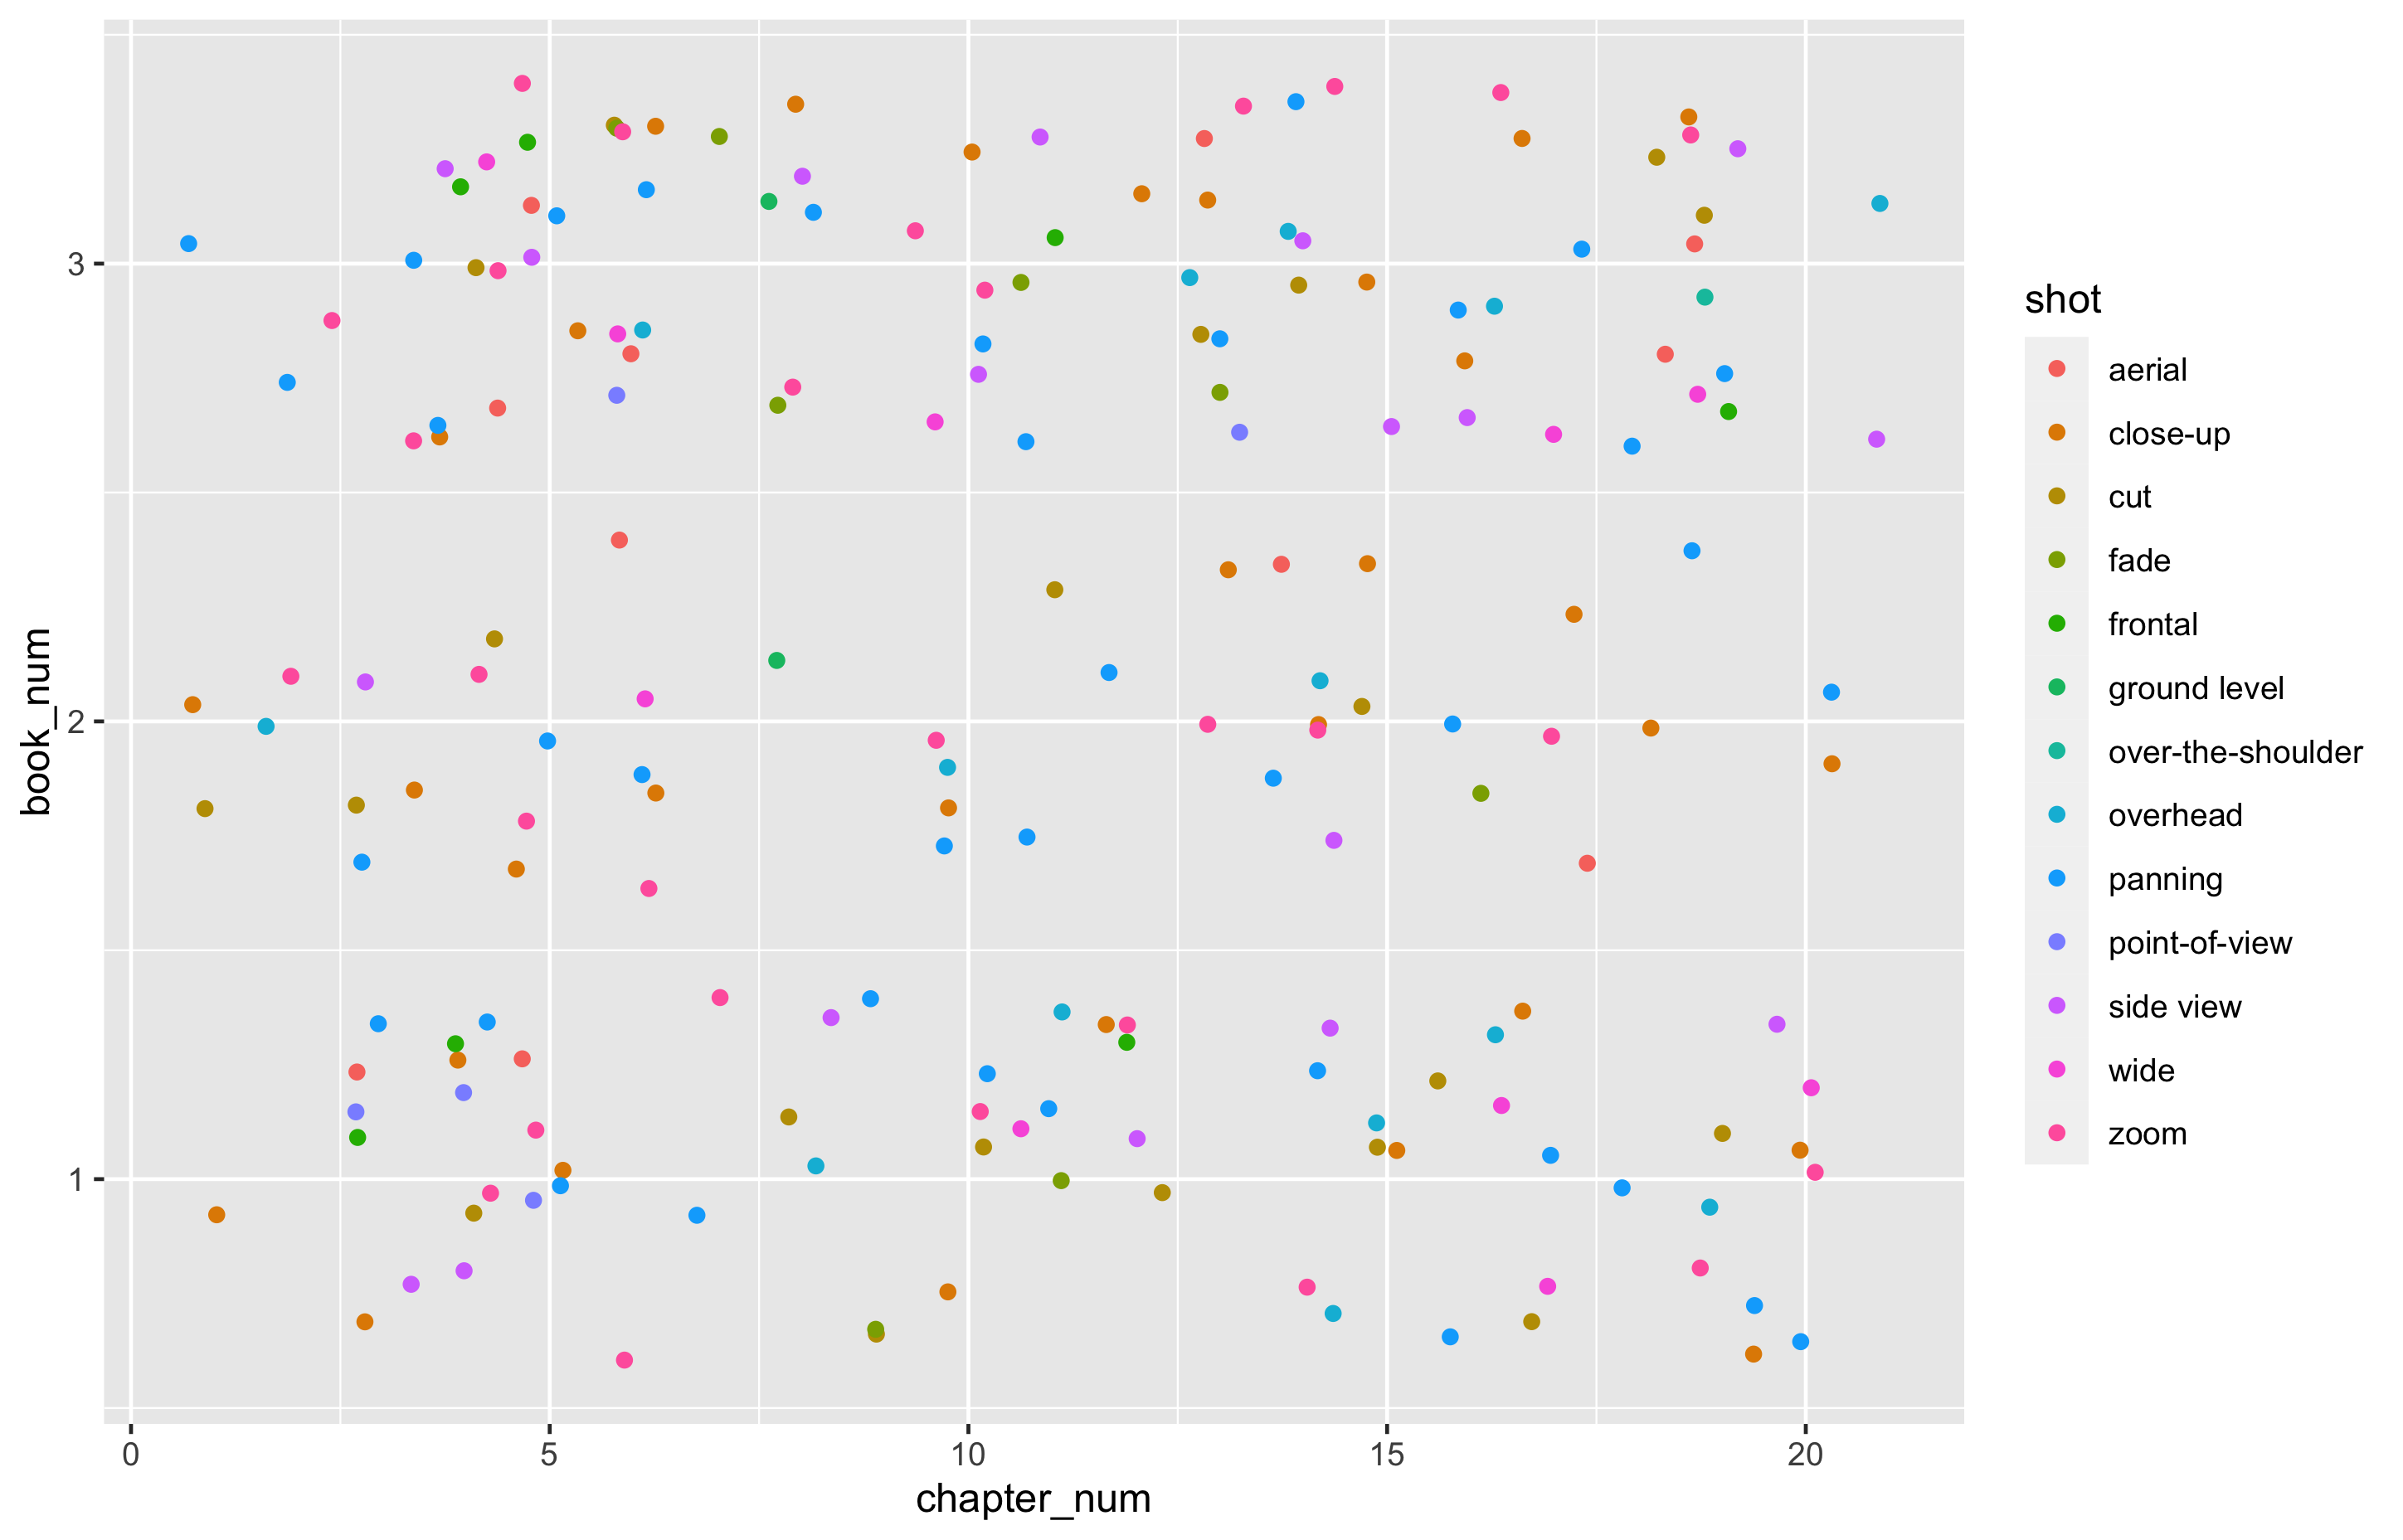 book_num
3
2
1
0 5 10 15 20
chapter_num
shot
aerial
close-up
cut
fade
frontal
ground level
over-the-shoulder
overhead
panning
point-of-view
side view
wide
zoom